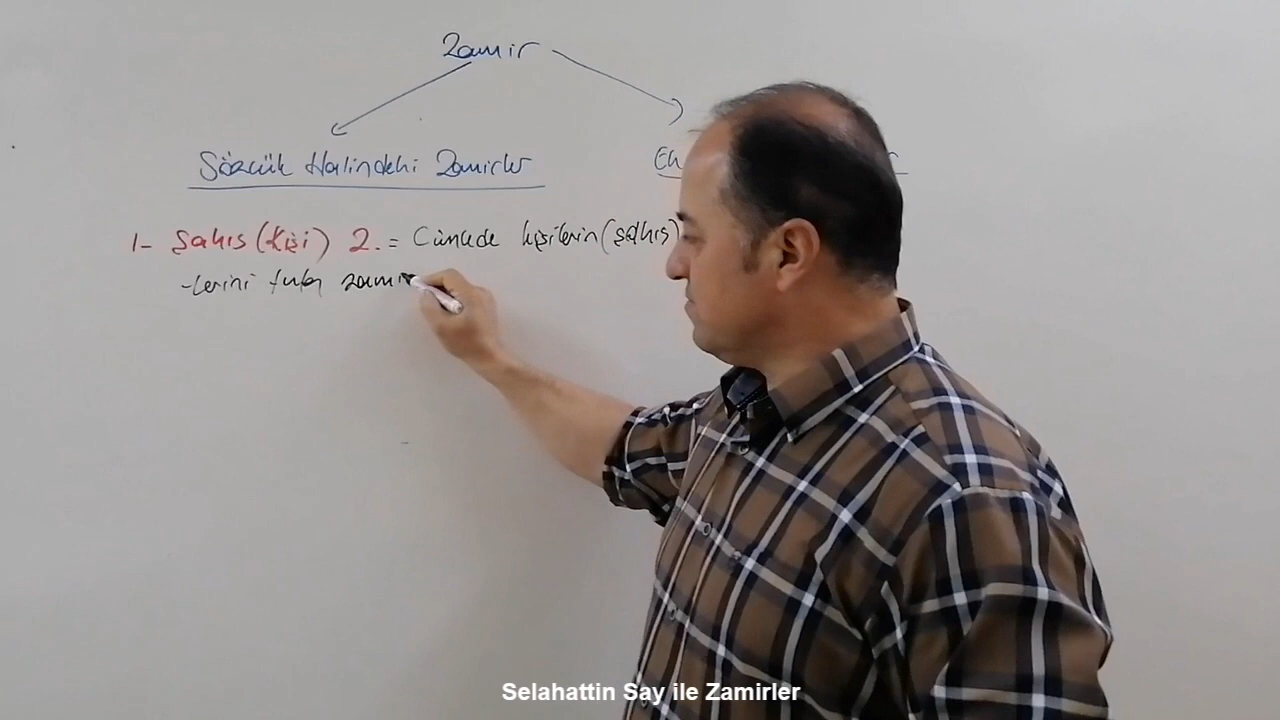 Zamir
Sözcük Halindeki Zamirler
1- Şahıs (Kişi) Z. = Cümlede kişilerin (şahıs)
-lerini tutan zamir
Selahattin Say ile Zamirler